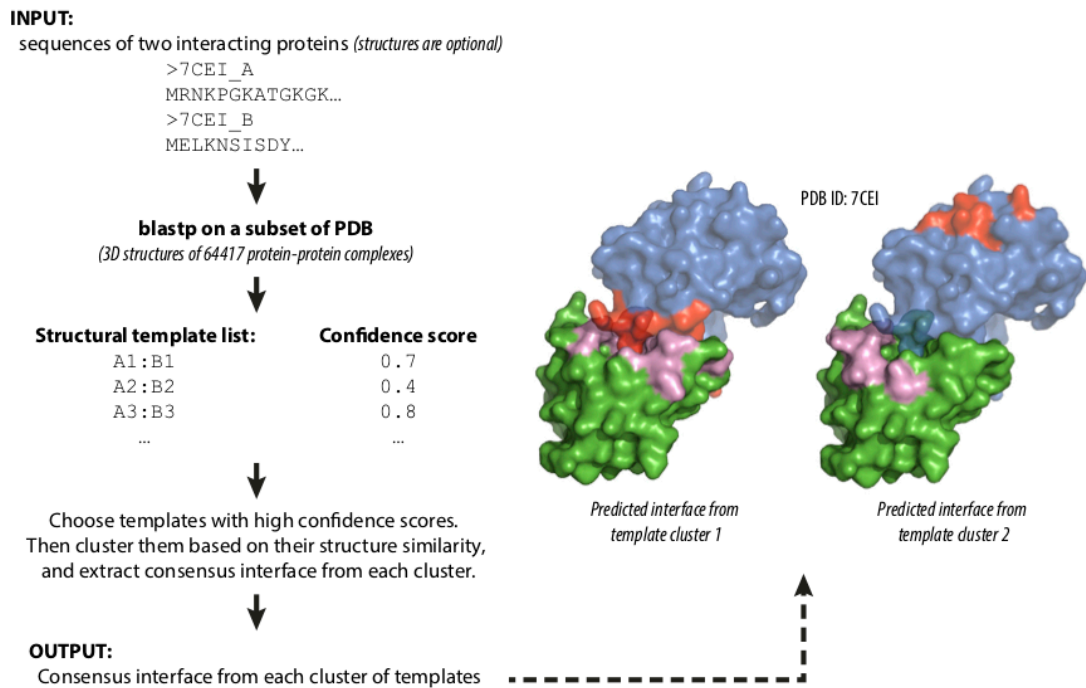 INPUT:
sequences of two interacting proteins (structures are optional)
>7CEI_A
MRNKPGKATGKGK…
>7CEI_B
MELKNSISDY…
blastp on a subset of PDB
(3D structures of 64417 protein-protein complexes)
Structural template list: Confidence score
A1:B1 0.7
A2:B2 0.4
A3:B3 0.8
… …
Choose templates with high confidence scores.
Then cluster them based on their structure similarity,
and extract consensus interface from each cluster.
OUTPUT:
Consensus interface from each cluster of templates
PDB ID: 7CEI
Predicted interface from
template cluster 1
Predicted interface from
template cluster 2